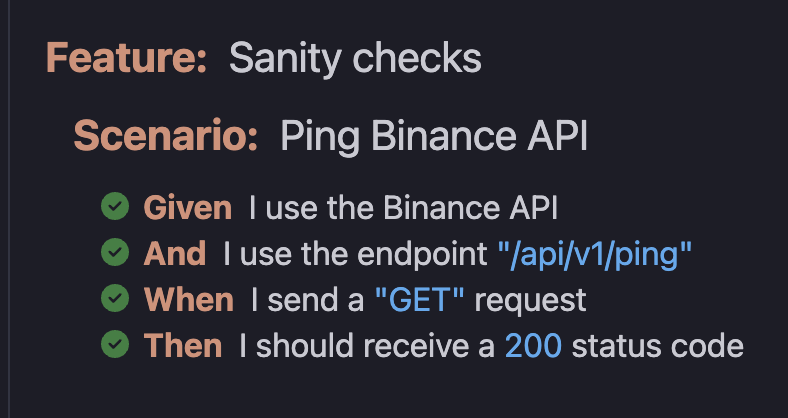 Feature: Sanity checks
Scenario: Ping Binance API
Given I use the Binance API
And I use the endpoint "/api/v1/ping"
When I send a "GET" request
Then I should receive a 200 status code